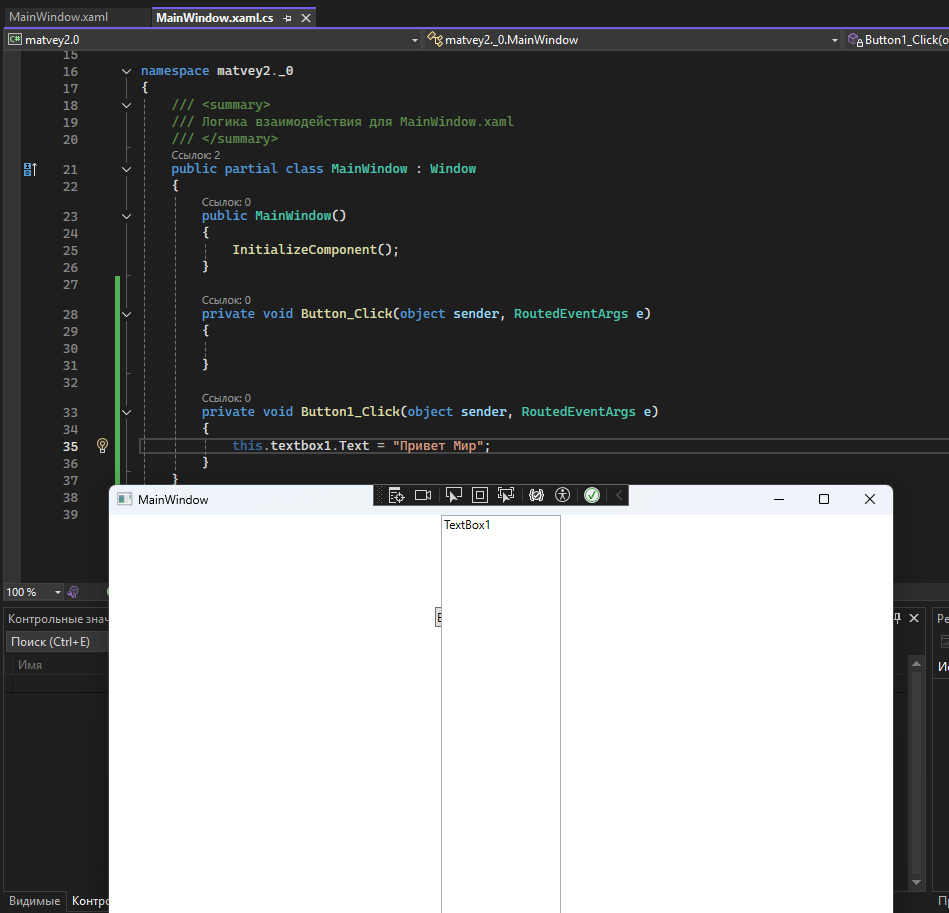 MainWindow.xaml
MainWindow.xaml.cs
matvey2.0
matvey2._0.MainWindow
Button1_Click(o
15
16 namespace matvey2._0
17 {
18 /// <summary>
19 /// Логика взаимодействия для MainWindow.xaml
20 /// </summary>
Ссылок: 2
21 public partial class MainWindow : Window
22 {
Ссылок: 0
23 public MainWindow()
24 {
25 InitializeComponent();
26 }
27
Ссылок: 0
28 private void Button_Click(object sender, RoutedEventArgs e)
29 {
30
31 }
32
Ссылок: 0
33 private void Button1_Click(object sender, RoutedEventArgs e)
34 {
35 this.textbox1.Text = "Привет Мир";
36 }
37 }
38
39
MainWindow
TextBox1
100 %
Контрольные знач
Поиск (Ctrl+E)
Имя
Ре
Ис
Видимые
Контро
Пр